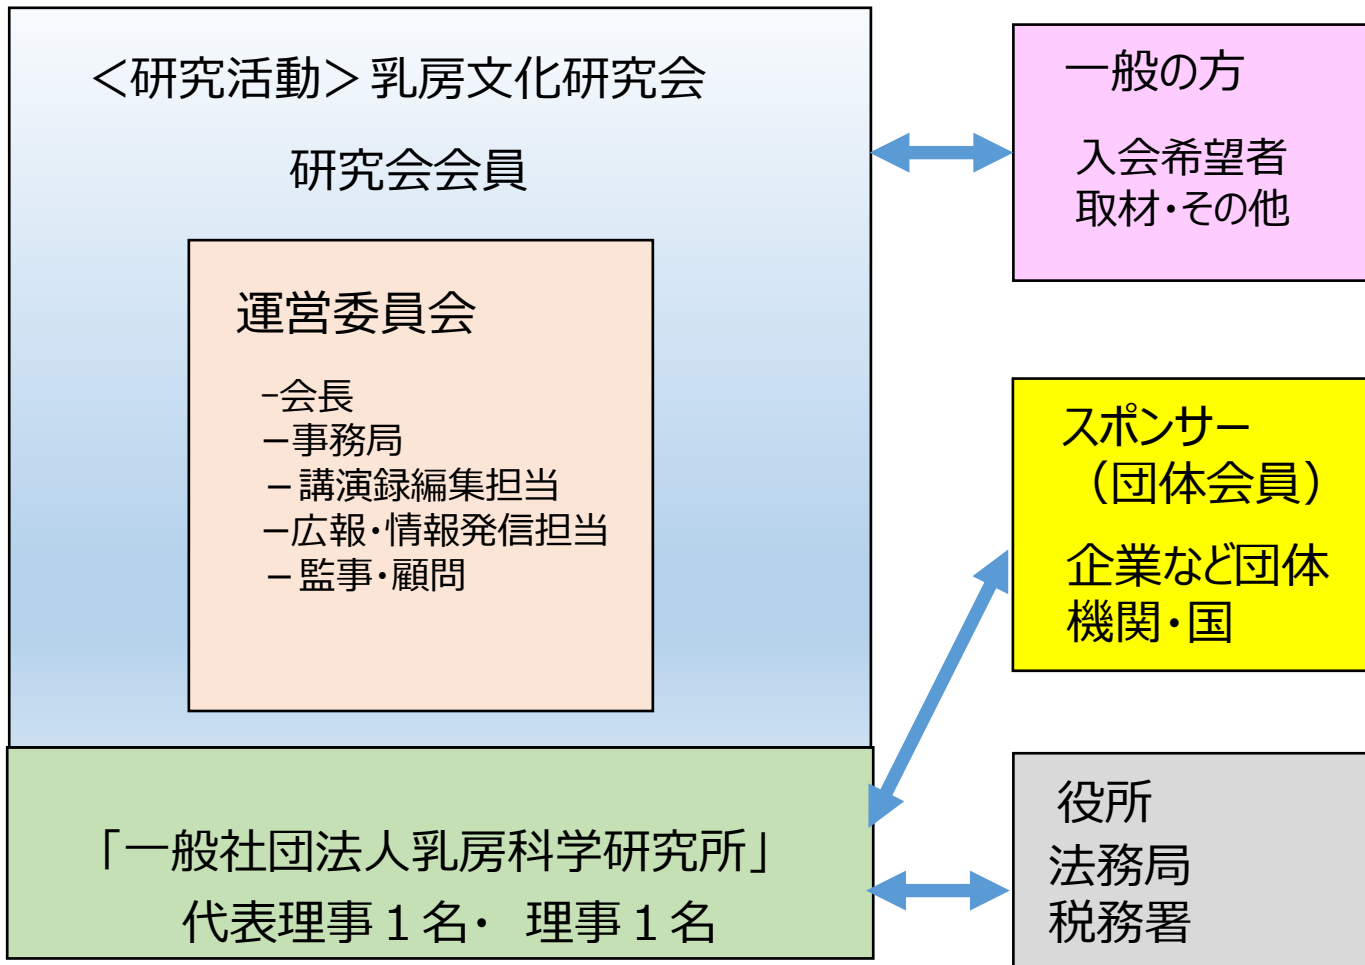 ＜研究活動＞乳房文化研究会
研究会会員
運営委員会
-会長
－事務局
－講演録編集担当
－広報・情報発信担当
－監事・顧問
「一般社団法人乳房科学研究所」
代表理事１名・ 理事１名
一般の方
入会希望者
取材・その他
スポンサー
（団体会員）
企業など団体
機関・国
役所
法務局
税務署